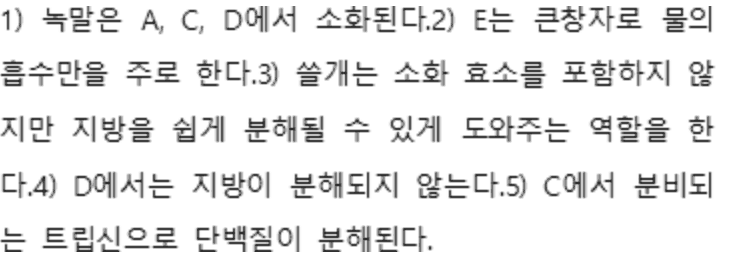 1) 녹말은 A, C, D에서 소화된다.2) E는 큰창자로 물의
흡수만을 주로 한다.3) 쓸개는 소화 효소를 포함하지 않
지만 지방을 쉽게 분해될 수 있게 도와주는 역할을 한
다.4) D에서는 지방이 분해되지 않는다.5) C에서 분비되
는 트립신으로 단백질이 분해된다.